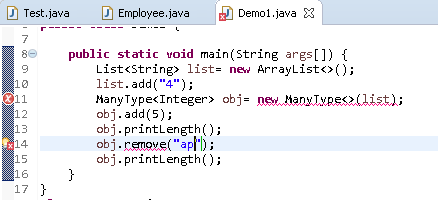 Test.java Employee.java Demo1.java
7
8 public static void main(String args[]) {
9 List<String> list= new ArrayList<>();
10 list.add("4");
11 ManyType<Integer> obj= new ManyType<>(list);
12 obj.add(5);
13 obj.printLength();
14 obj.remove("ap");
15 obj.printLength();
16 }
17 }